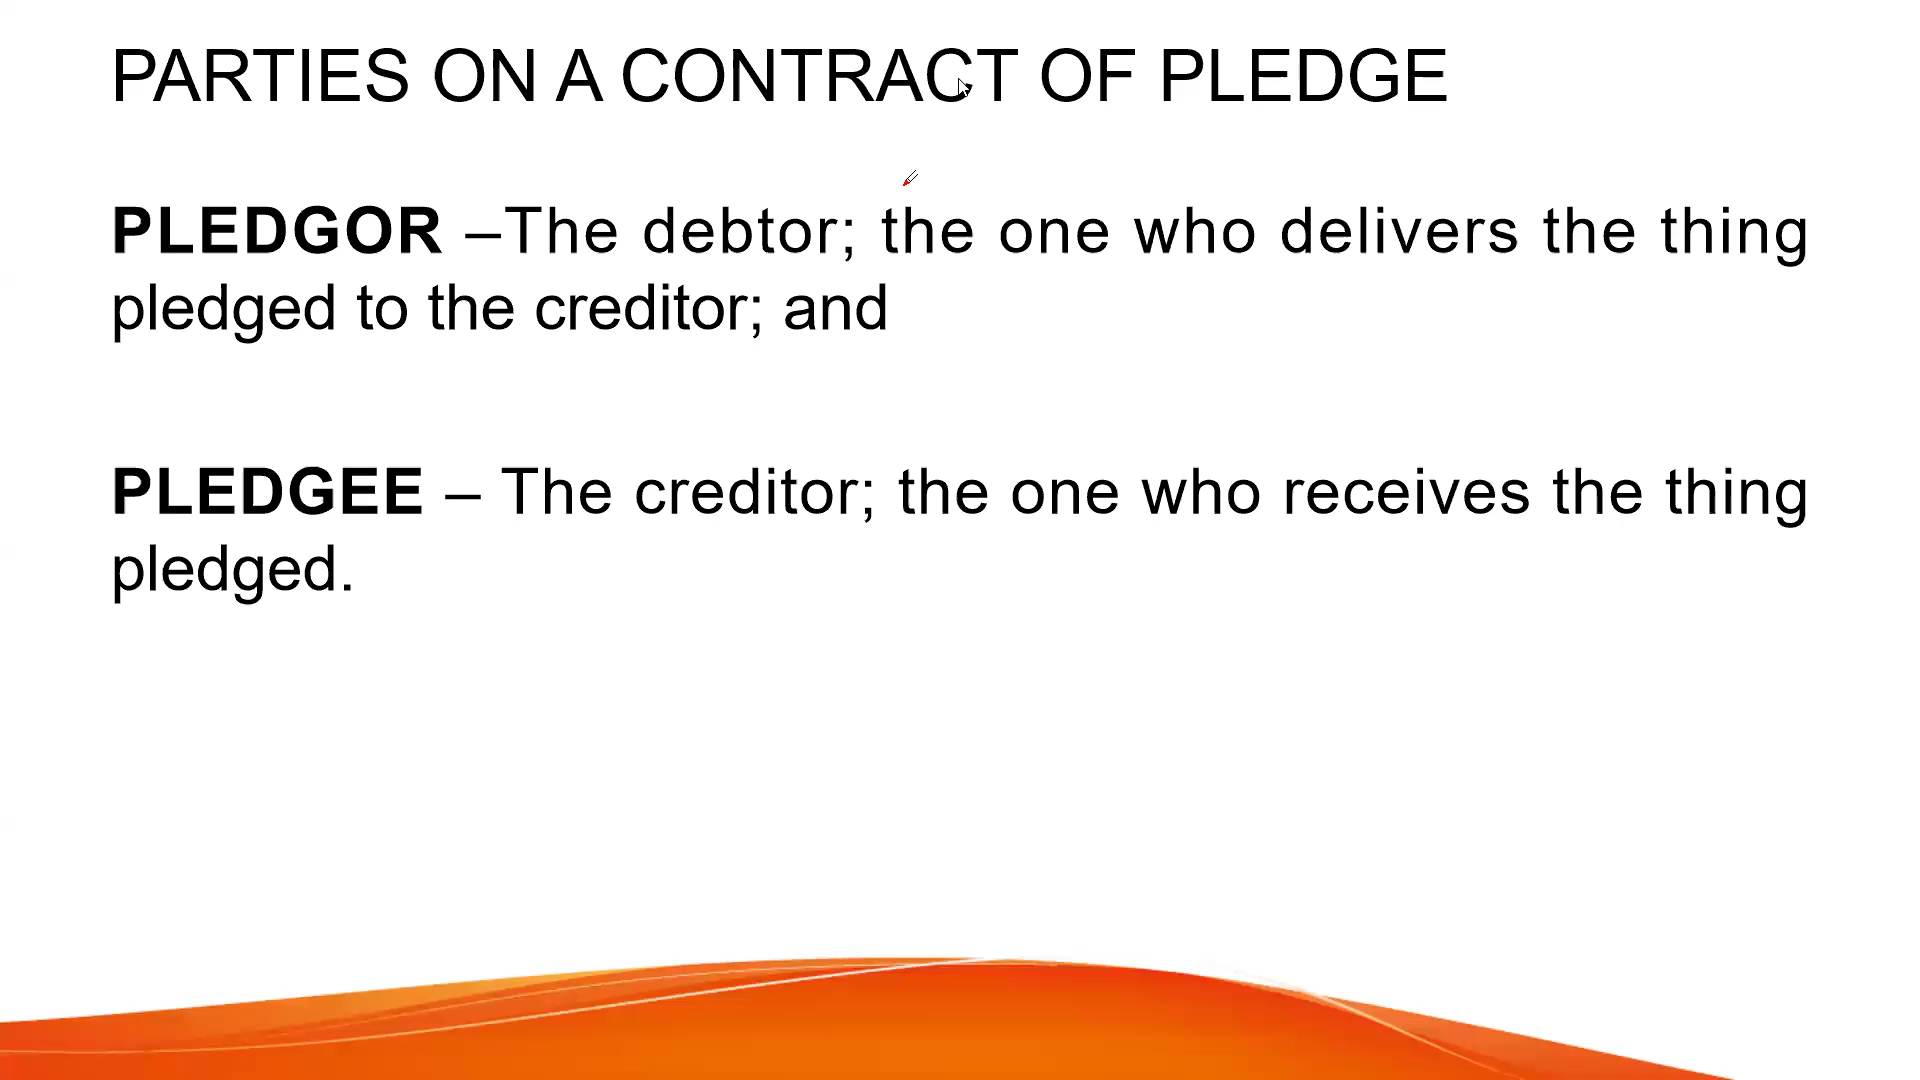 PARTIES ON A CONTRACT OF PLEDGE
PLEDGOR –The debtor; the one who delivers the thing
pledged to the creditor; and
PLEDGEE – The creditor; the one who receives the thing
pledged.